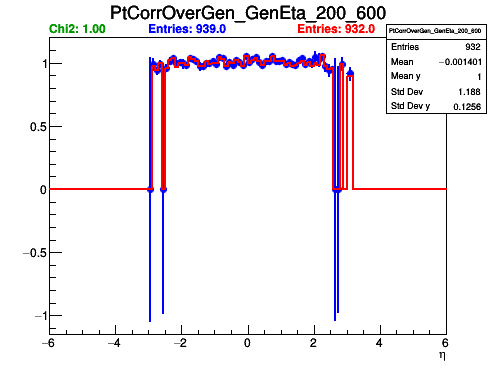 PtCorrOverGen_GenEta_200_600
Chi2: 1.00 Entries: 939.0 Entries: 932.0
PtCorrOverGen_GenEta_200_600
Entries 932
Mean −0.001401
Mean y 1
Std Dev 1.188
Std Dev y 0.1256
1
0.5
0
−0.5
−1
−6 −4 −2 0 2 4 6
η